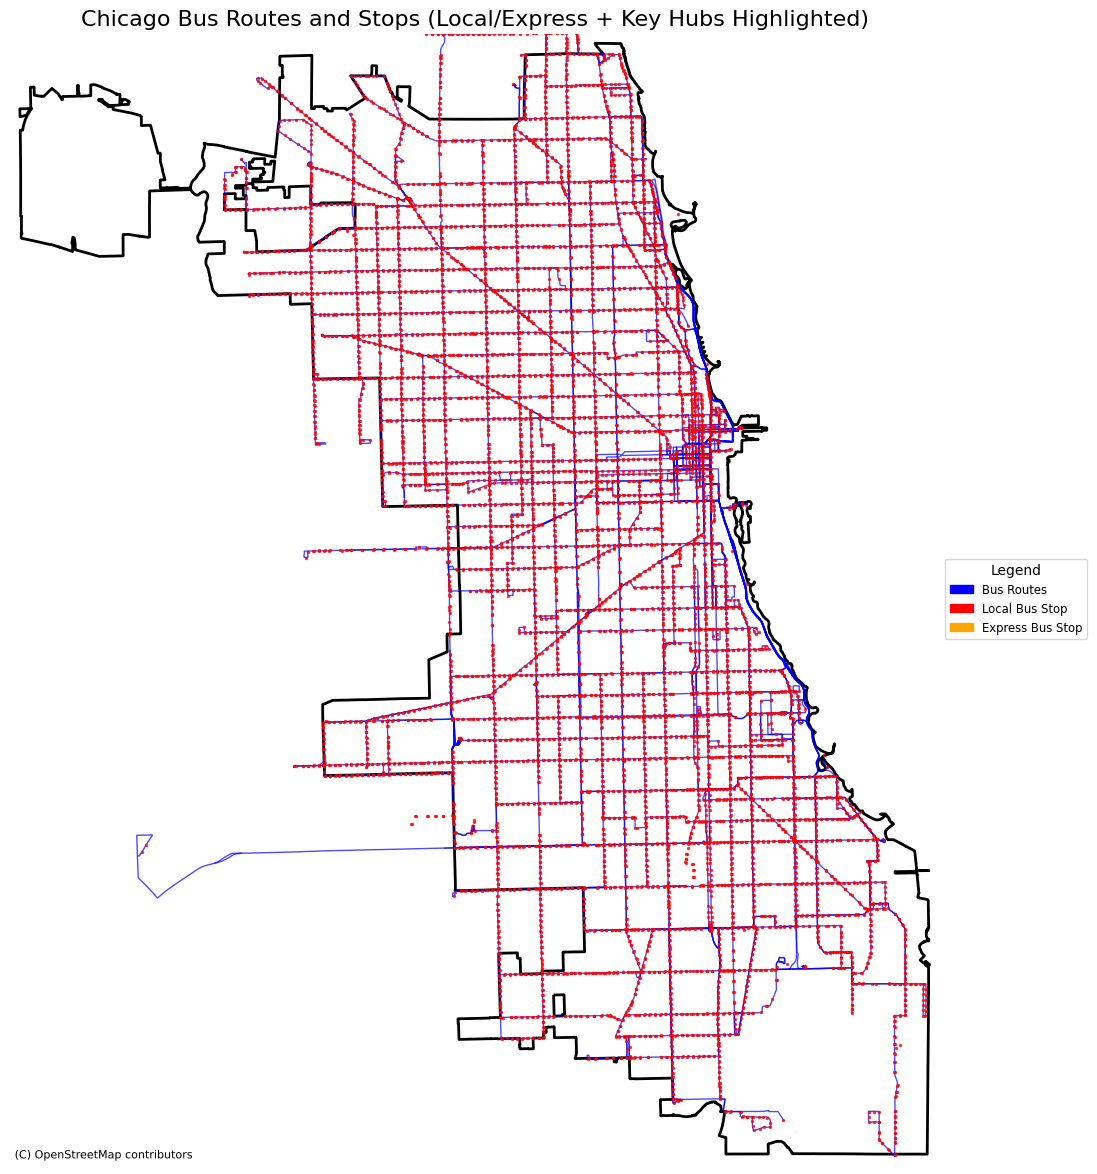 Chicago Bus Routes and Stops (Local/Express + Key Hubs Highlighted)
Legend
Bus Routes
Local Bus Stop
Express Bus Stop
(C) OpenStreetMap contributors